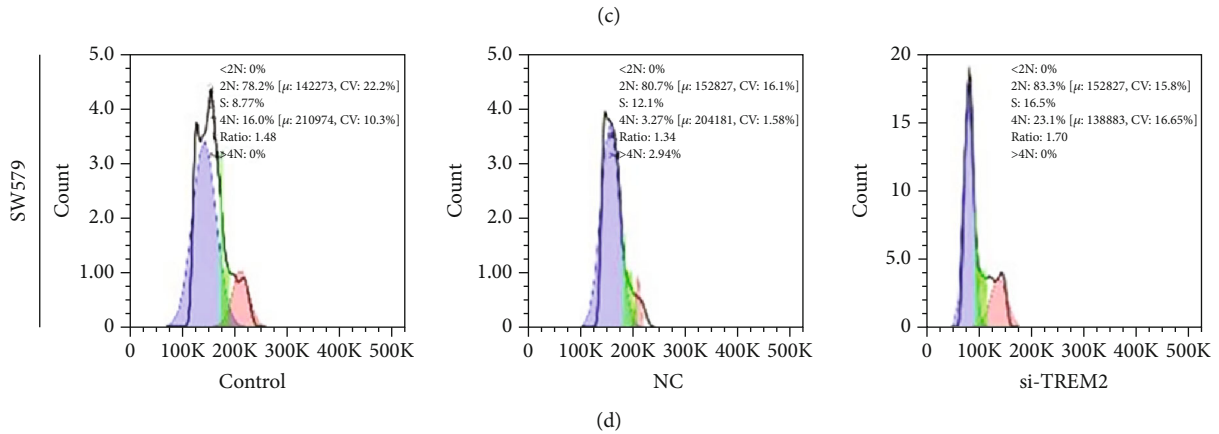 (c)
SW579
Count
5.0
4.0
3.0
2.0
1.00
0
<2N: 0%
2N: 78.2% [μ: 142273, CV: 22.2%]
S: 8.77%
4N: 16.0% [μ: 210974, CV: 10.3%]
Ratio: 1.48
>4N: 0%
0 100K 200K 300K 400K 500K
Control
Count
5.0
4.0
3.0
2.0
1.00
0
<2N: 0%
2N: 80.7% [μ: 152827, CV: 16.1%]
S: 12.1%
4N: 3.27% [μ: 204181, CV: 1.58%]
Ratio: 1.34
>4N: 2.94%
0 100K 200K 300K 400K 500K
NC
Count
20
15
10
5.0
0
<2N: 0%
2N: 83.3% [μ: 152827, CV: 15.8%]
S: 16.5%
4N: 23.1% [μ: 138883, CV: 16.65%]
Ratio: 1.70
>4N: 0%
0 100K 200K 300K 400K 500K
si-TREM2
(d)